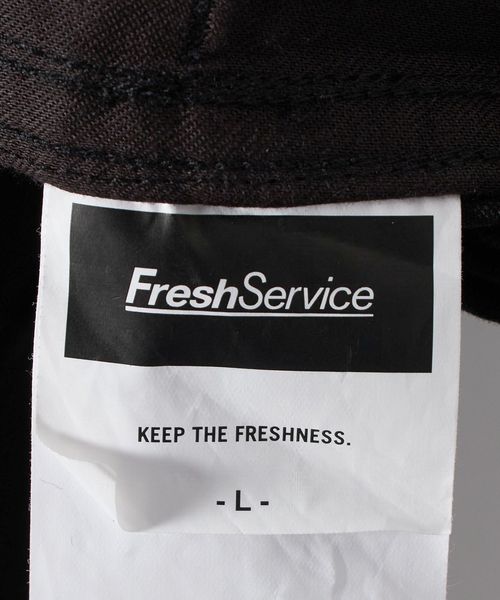 FreshService
KEEP THE FRESHNESS.
- L -